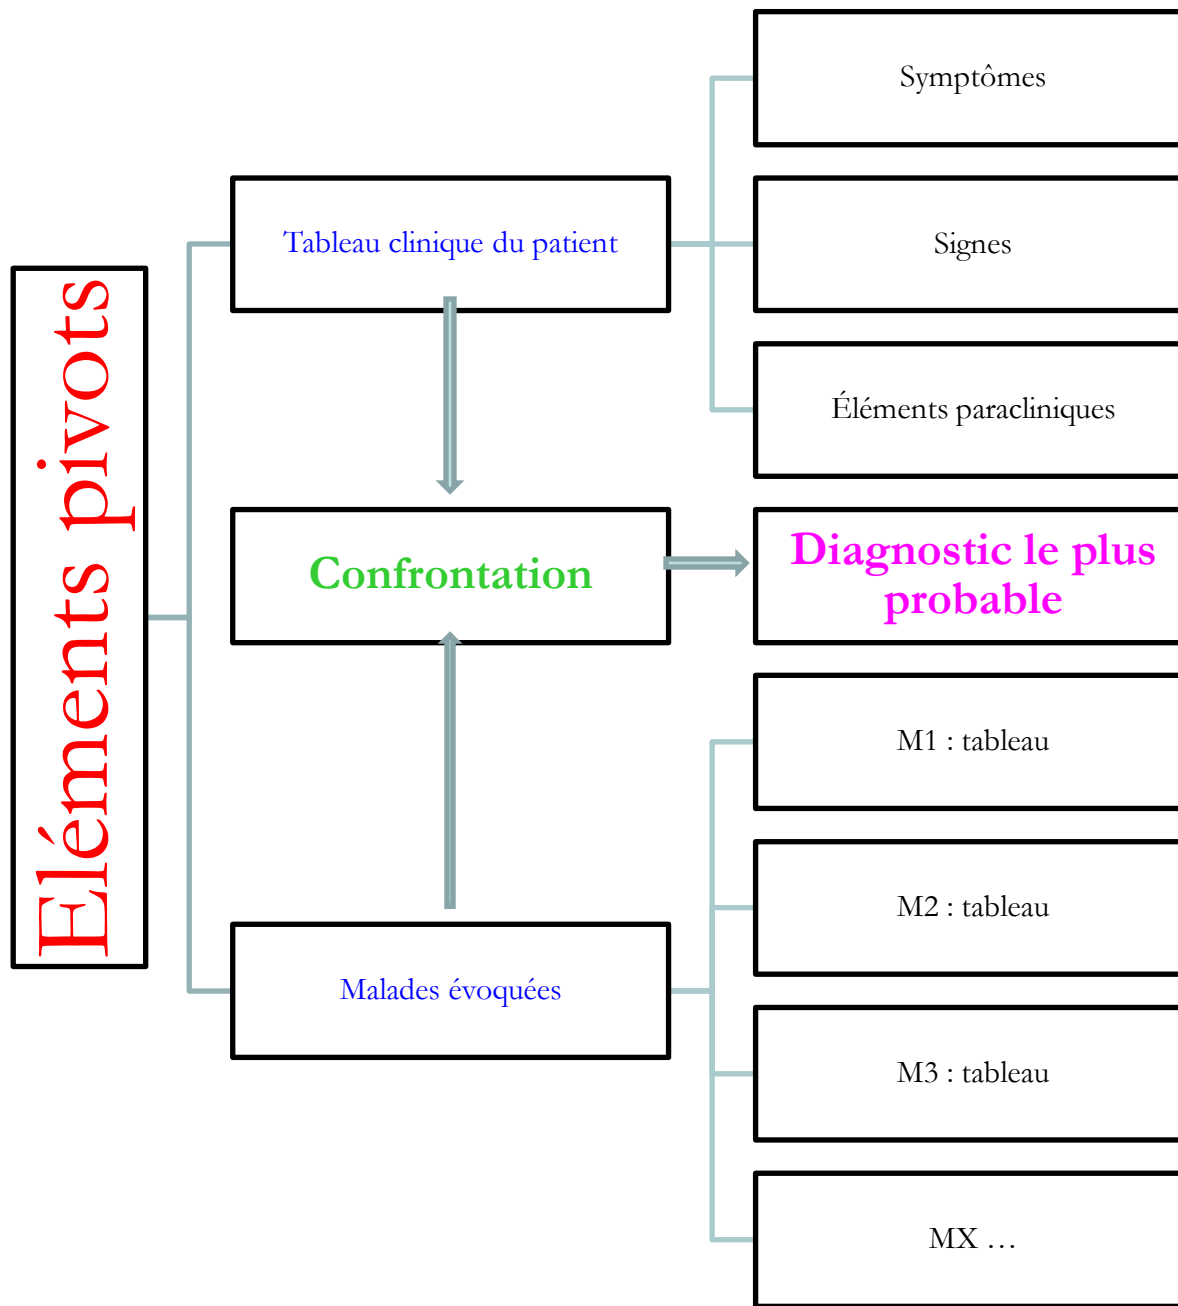 Eléments pivots
Tableau clinique du patient
Symptômes
Signes
Éléments paracliniques
Confrontation
Diagnostic le plus
probable
Malades évoquées
M1 : tableau
M2 : tableau
M3 : tableau
MX …